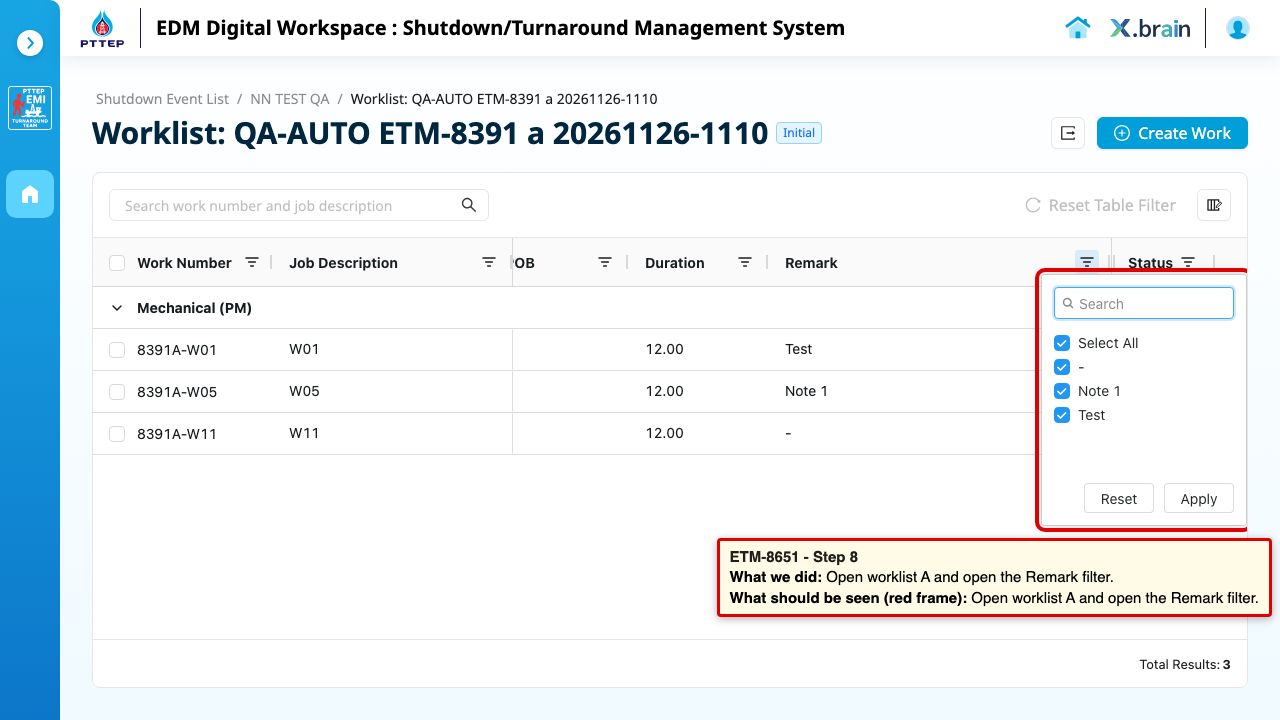 PTTEP
EDM Digital Workspace : Shutdown/Turnaround Management System
X.brain
PTTEP
EMI
TURNAROUND
TEAM
Shutdown Event List / NN TEST QA / Worklist: QA-AUTO ETM-8391 a 20261126-1110
Worklist: QA-AUTO ETM-8391 a 20261126-1110 Initial
Create Work
Search work number and job description
Reset Table Filter
Work Number Job Description OB Duration Remark Status
Mechanical (PM)
8391A-W01 W01 12.00 Test
8391A-W05 W05 12.00 Note 1
8391A-W11 W11 12.00 -
Search
Select All
-
Note 1
Test
Reset Apply
ETM-8651 - Step 8
What we did: Open worklist A and open the Remark filter.
What should be seen (red frame): Open worklist A and open the Remark filter.
Total Results: 3